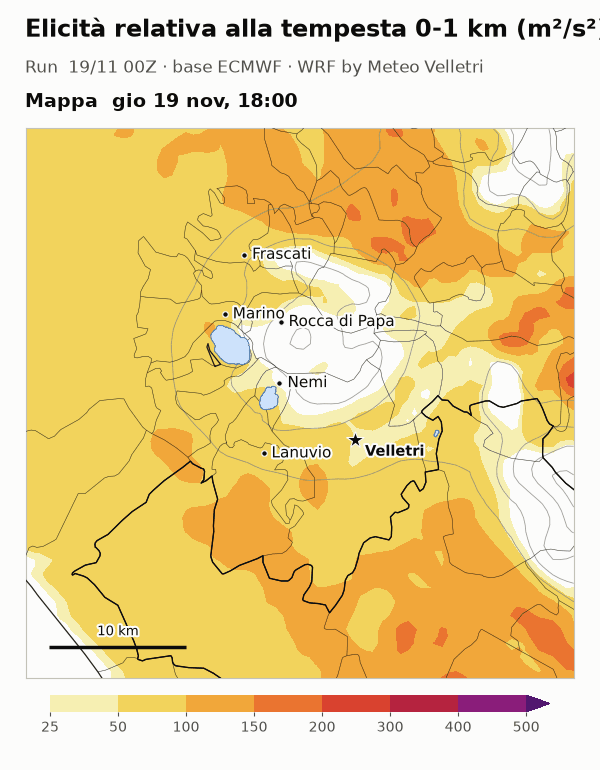 Elicità relativa alla tempesta 0-1 km (m²/s²)
Run 19/11 00Z · base ECMWF · WRF by Meteo Velletri
Mappa gio 19 nov, 18:00
Frascati
Marino
Rocca di Papa
Nemi
Velletri
Lanuvio
10 km
25 50 100 150 200 300 400 500